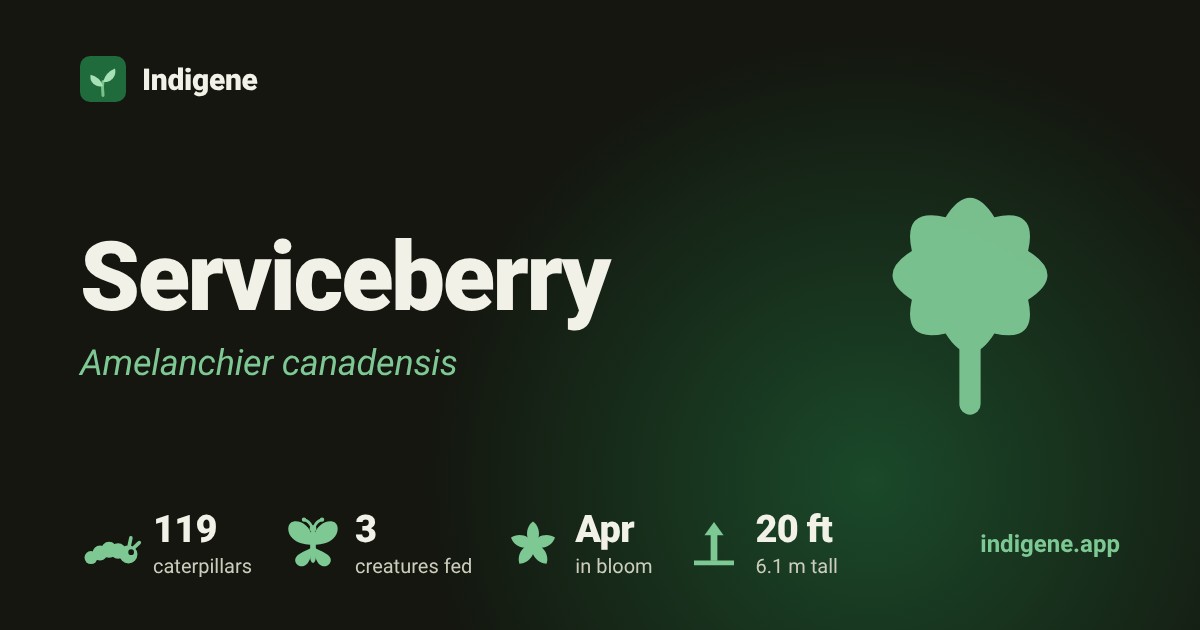 Indigene
Serviceberry
Amelanchier canadensis
119
caterpillars
3
creatures fed
Apr
in bloom
20 ft
6.1 m tall
indigene.app